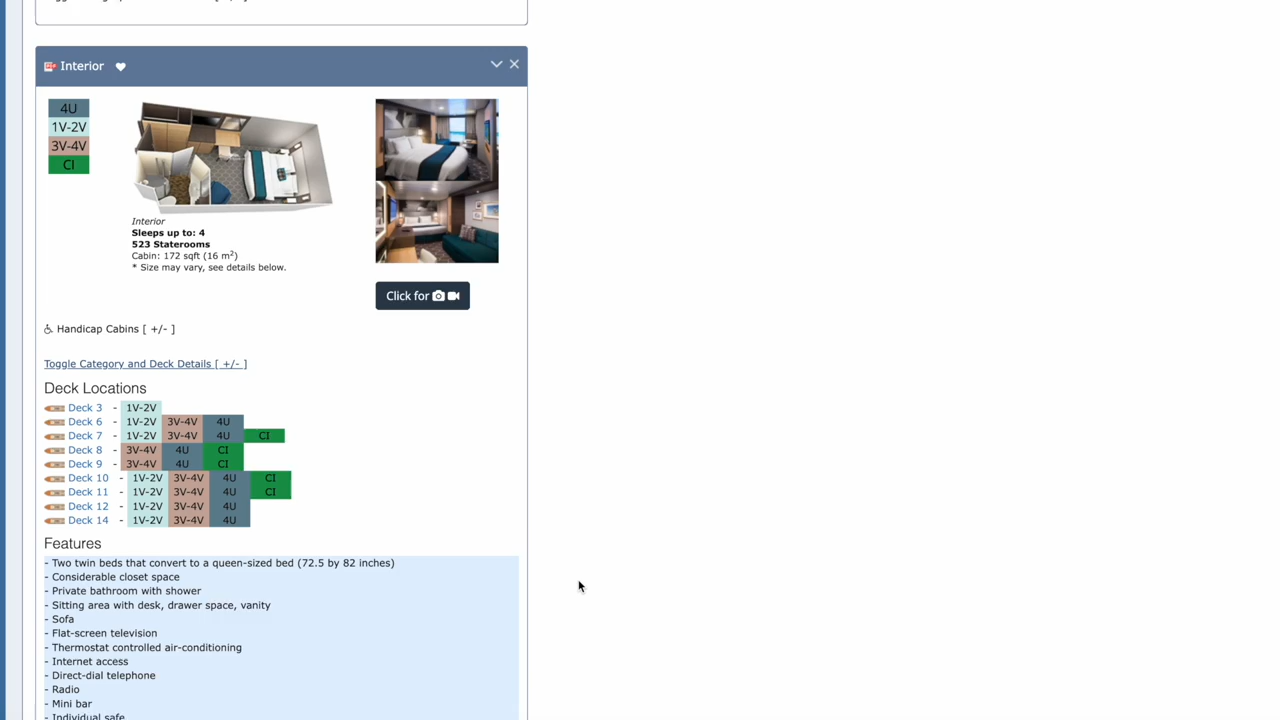 Interior
4U
1V-2V
3V-4V
CI
Interior
Sleeps up to: 4
523 Staterooms
Cabin: 172 sqft (16 m²)
* Size may vary, see details below.
Click for
Handicap Cabins [ +/- ]
Toggle Category and Deck Details [ +/- ]
Deck Locations
Deck 3 - 1V-2V
Deck 6 - 1V-2V 3V-4V 4U
Deck 7 - 1V-2V 3V-4V 4U CI
Deck 8 - 3V-4V 4U CI
Deck 9 - 3V-4V 4U CI
Deck 10 - 1V-2V 3V-4V 4U CI
Deck 11 - 1V-2V 3V-4V 4U CI
Deck 12 - 1V-2V 3V-4V 4U
Deck 14 - 1V-2V 3V-4V 4U
Features
- Two twin beds that convert to a queen-sized bed (72.5 by 82 inches)
- Considerable closet space
- Private bathroom with shower
- Sitting area with desk, drawer space, vanity
- Sofa
- Flat-screen television
- Thermostat controlled air-conditioning
- Internet access
- Direct-dial telephone
- Radio
- Mini bar
- Individual safe